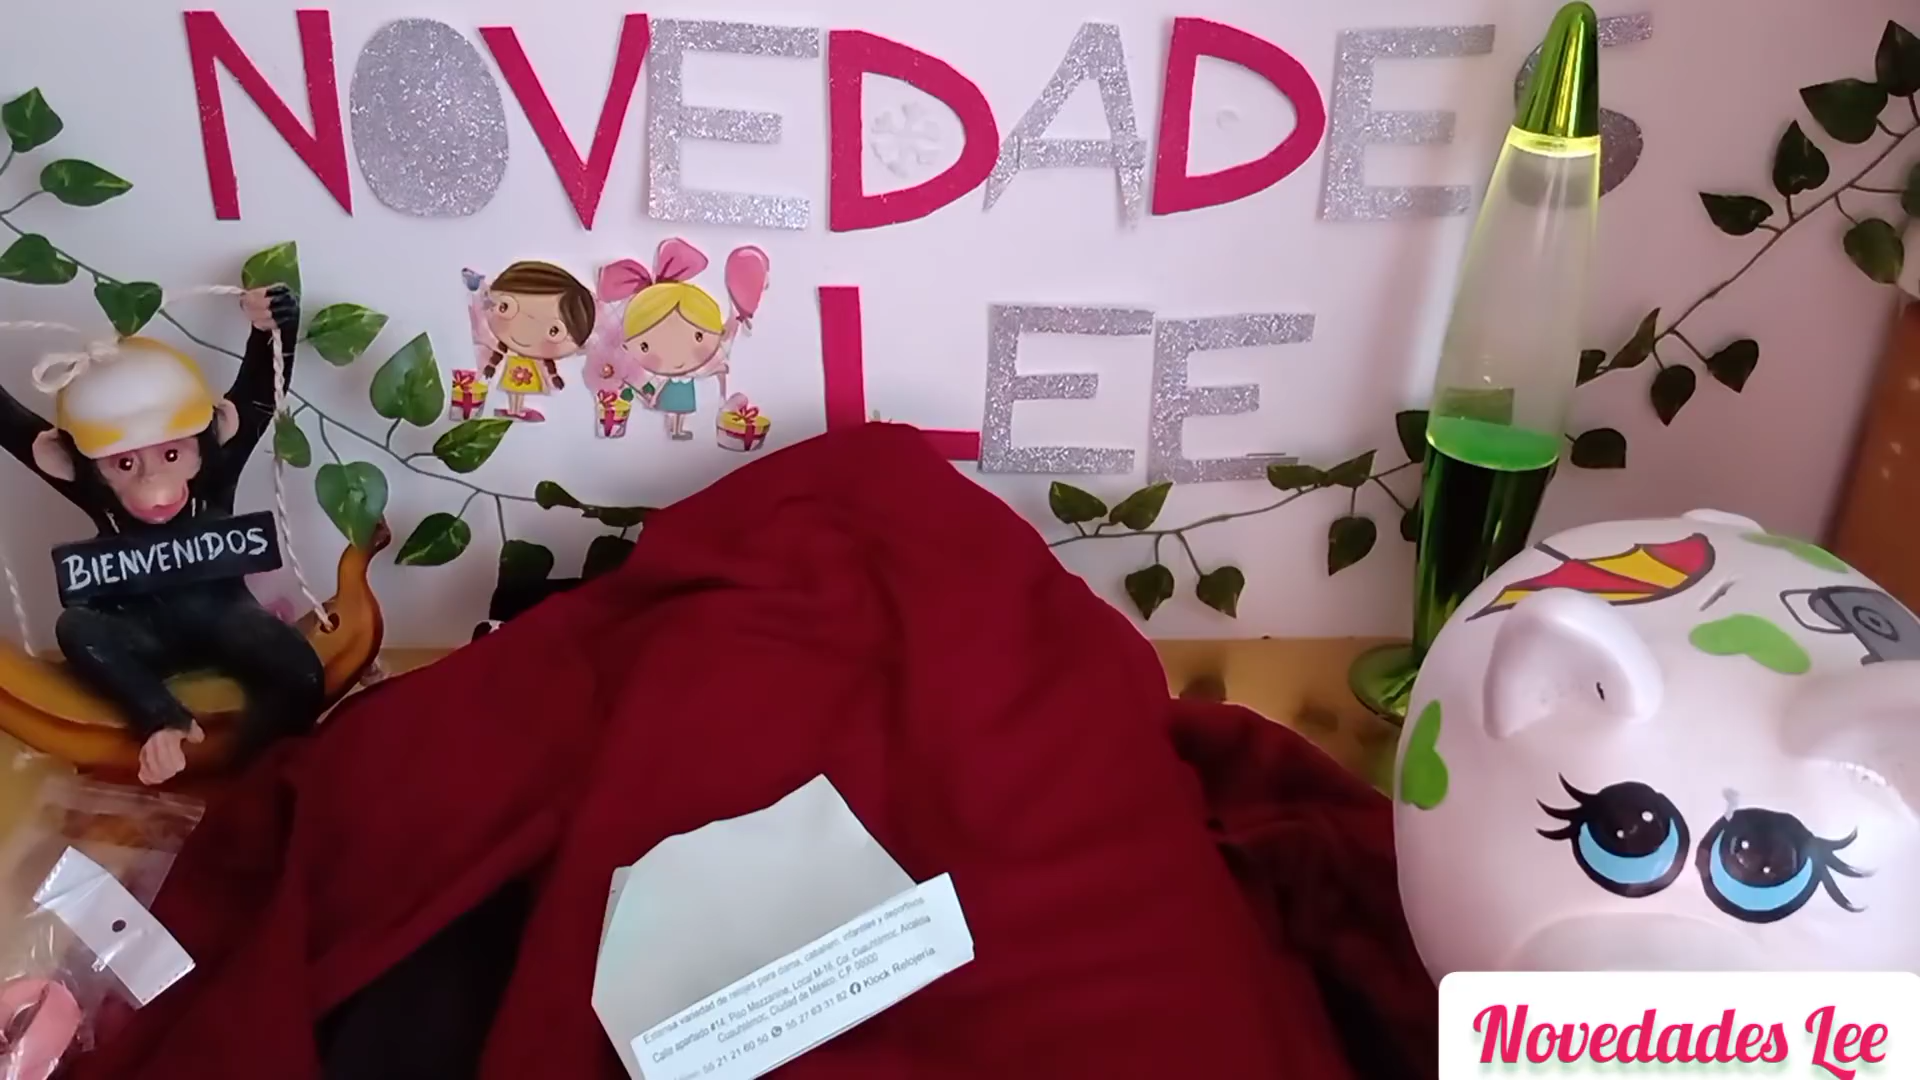 NOVEDADES
LEE
BIENVENIDOS
Extensa variedad de relojes para dama, caballero, infantiles y deportivos
Calle apartado #14, Piso Mezzanine, Local M-16, Col. Cuauhtémoc, Alcaldía
Cuauhtémoc, Ciudad de México. C.P. 06000
55 21 21 60 50 55 27 63 31 82 Klock Relojería
Novedades Lee